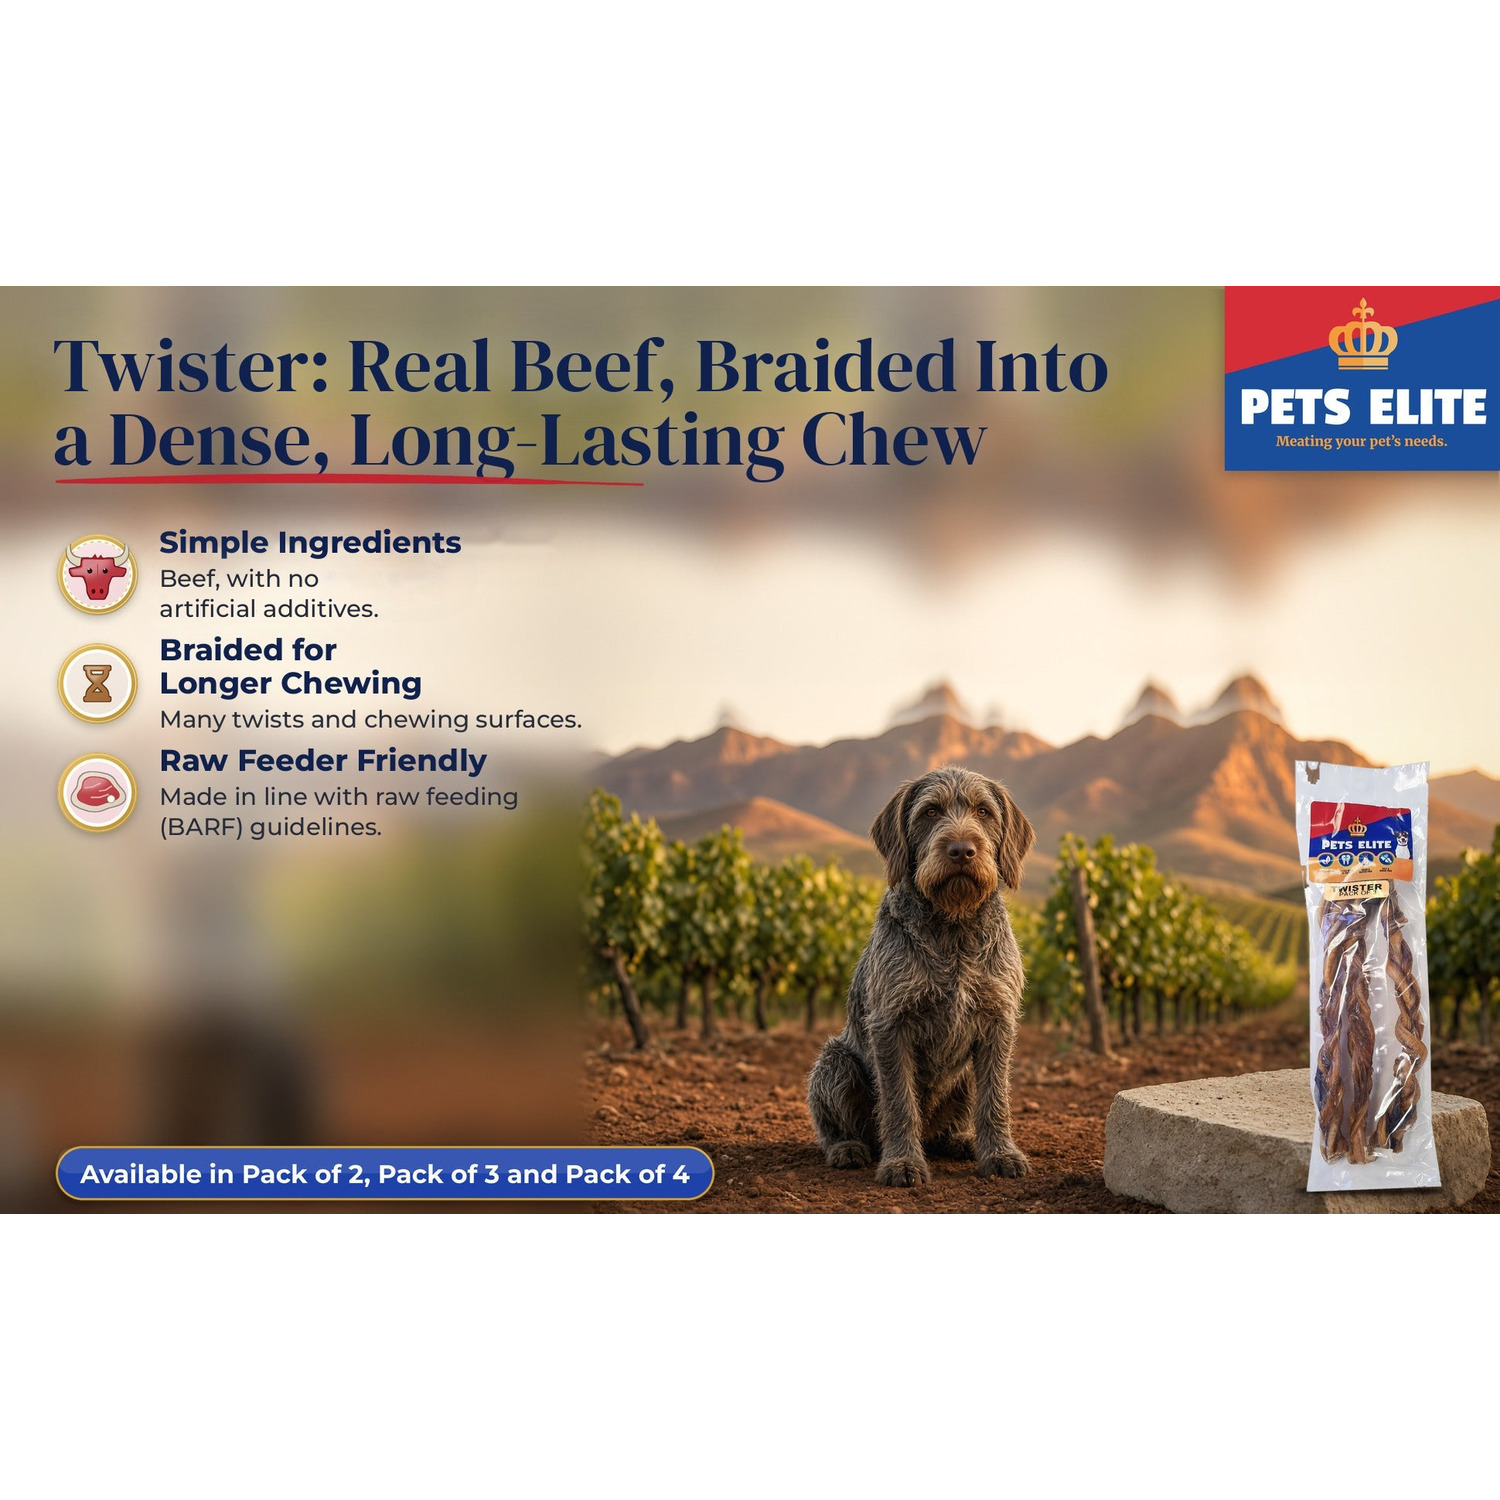 Twister: Real Beef, Braided Into
a Dense, Long-Lasting Chew
PETS ELITE
Meating your pet's needs.
Simple Ingredients
Beef, with no
artificial additives.
Braided for
Longer Chewing
Many twists and chewing surfaces.
Raw Feeder Friendly
Made in line with raw feeding
(BARF) guidelines.
PETS ELITE
TWISTER
Available in Pack of 2, Pack of 3 and Pack of 4